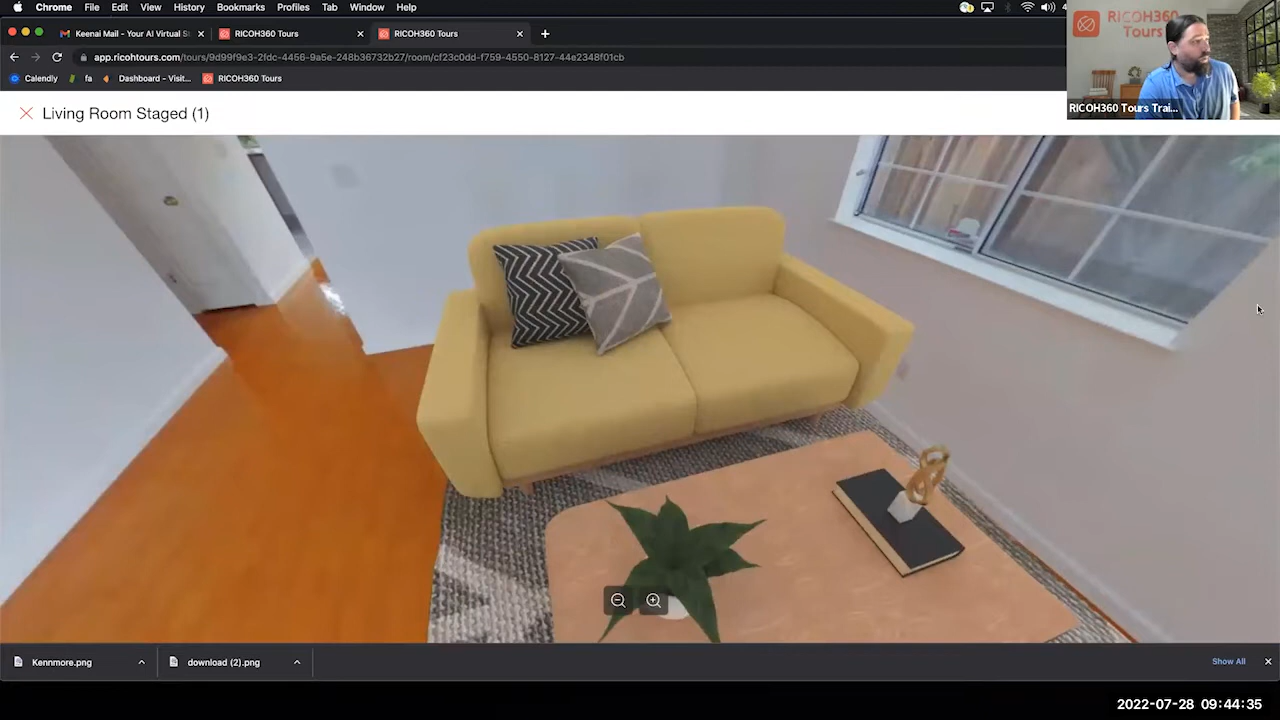 Chrome File Edit View History Bookmarks Profiles Tab Window Help
Keenai Mail - Your AI Virtual St
RICOH360 Tours
RICOH360 Tours
app.ricohtours.com/tours/9d99f9e3-2fdc-4456-9a5e-248b36732b27/room/cf23c0dd-f759-4550-8127-44e2348f01cb
Calendly fa Dashboard - Visit... RICOH360 Tours
RICOH360
Tours
RICOH360 Tours Trai...
Living Room Staged (1)
Kennmore.png
download (2).png
Show All
2022-07-28 09:44:35